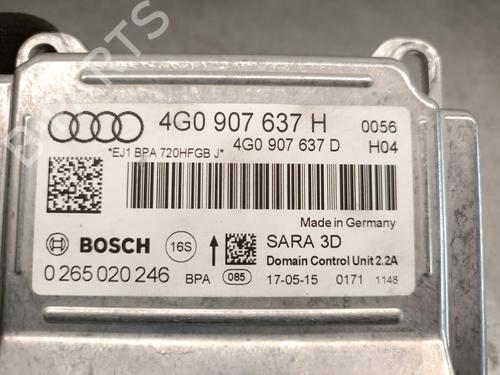 4G0 907 637 H 0056
*EJ1 BPA 720HFGB J* 4G0 907 637 D H04
Made in Germany
BOSCH 16S SARA 3D
Domain Control Unit 2.2A
0 265 020 246 BPA 085 17-05-15 0171 1148